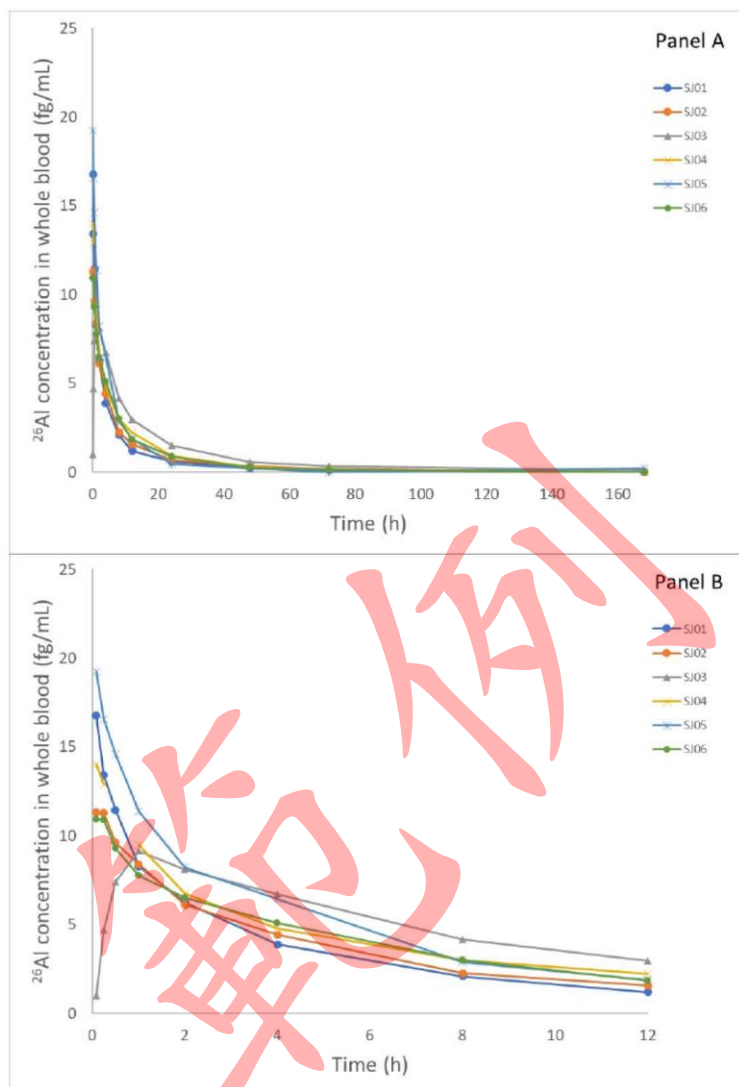 Panel A
25
20
15
10
5
0
²⁶Al concentration in whole blood (fg/mL)
SJ01
SJ02
SJ03
SJ04
SJ05
SJ06
0 20 40 60 80 100 120 140 160
Time (h)
Panel B
25
20
15
10
5
0
²⁶Al concentration in whole blood (fg/mL)
SJ01
SJ02
SJ03
SJ04
SJ05
SJ06
0 2 4 6 8 10 12
Time (h)
範例